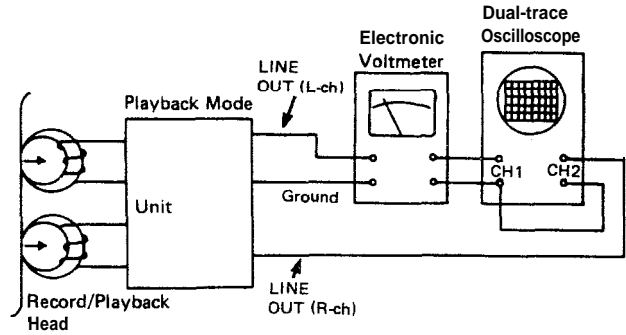 Dual-trace
Oscilloscope
Electronic
Voltmeter
LINE
OUT (L-ch)
Playback Mode
CH1
CH2
Unit
Ground
Record/Playback
Head
LINE
OUT (R-ch)